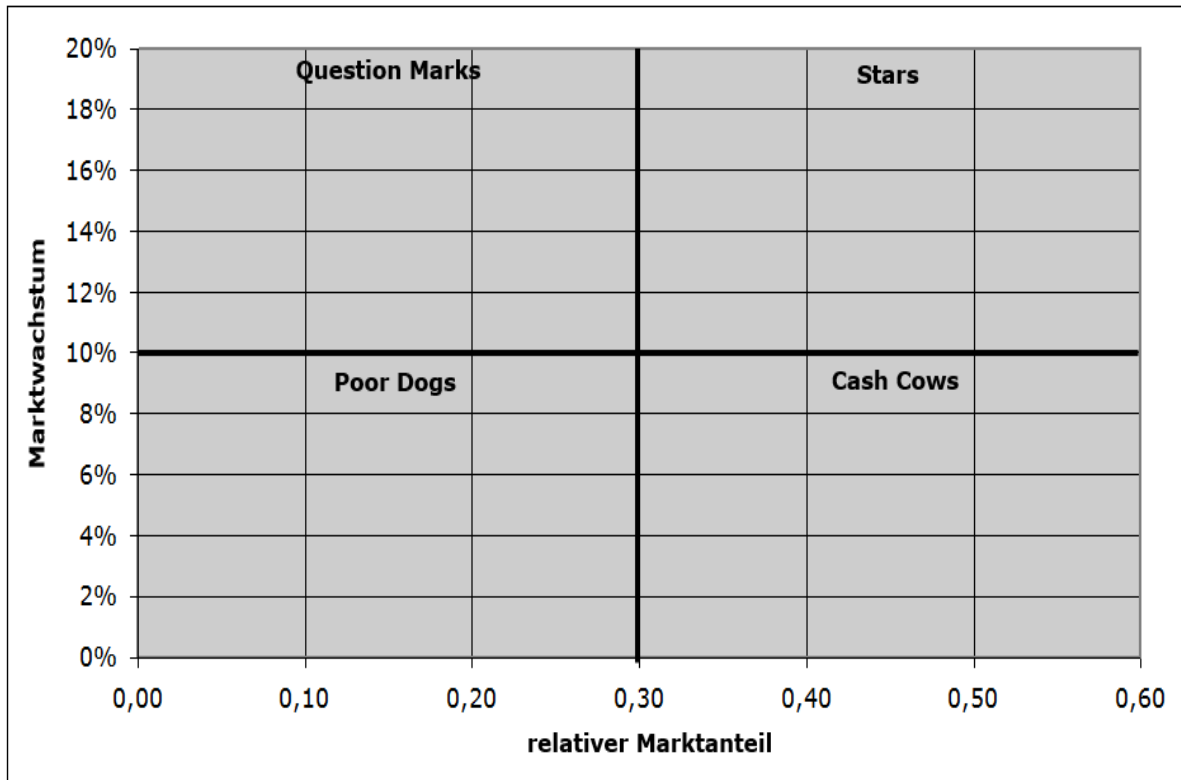 20%
Question Marks
Stars
18%
16%
14%
12%
Marktwachstum
10%
Poor Dogs
Cash Cows
8%
6%
4%
2%
0%
0,00 0,10 0,20 0,30 0,40 0,50 0,60
relativer Marktanteil